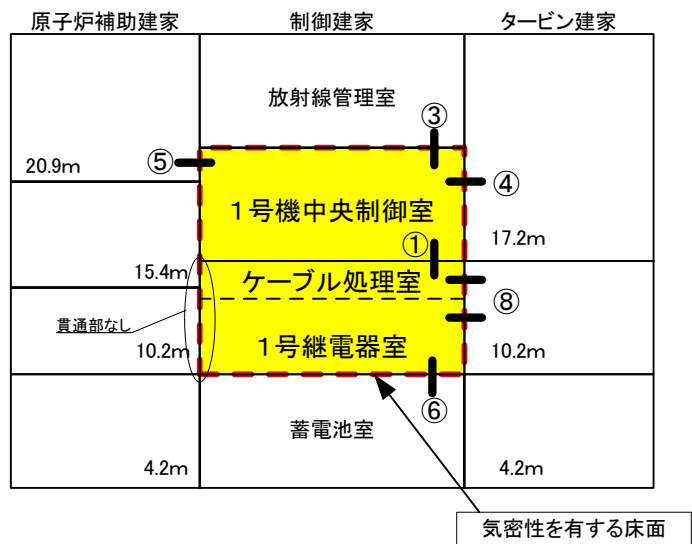 原子炉補助建家
制御建家
タービン建家
放射線管理室
③
⑤
20.9m
④
1号機中央制御室
①
17.2m
15.4m
ケーブル処理室
貫通部なし
⑧
10.2m
1号継電器室
10.2m
⑥
蓄電池室
4.2m
4.2m
気密性を有する床面